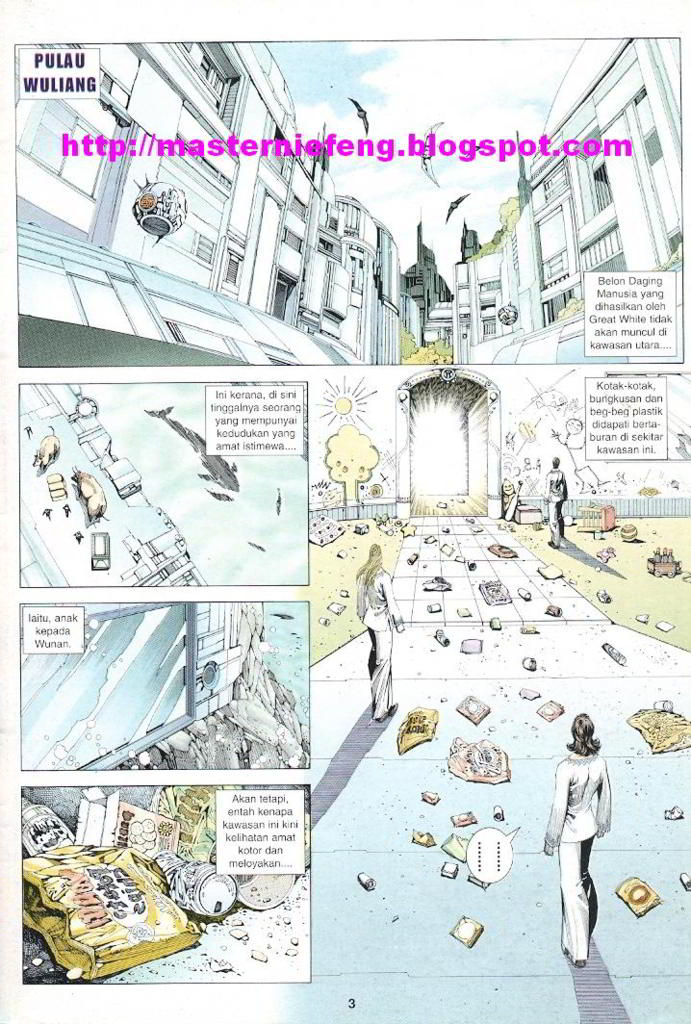 PULAU
WULIANG
http://masterniefeng.blogspot.com
Belon Daging
Manusia yang
dihasilkan oleh
Great White tidak
akan muncul di
kawasan utara....
Ini kerana, di sini
tinggalnya seorang
yang mempunyai
kedudukan yang
amat istimewa....
Kotak-kotak,
bungkusan dan
beg-beg plastik
didapati berta-
buran di sekitar
kawasan ini.
Iaitu, anak
kepada
Wunan.
Akan tetapi,
entah kenapa
kawasan ini kini
kelihatan amat
kotor dan
meloyakan....
3